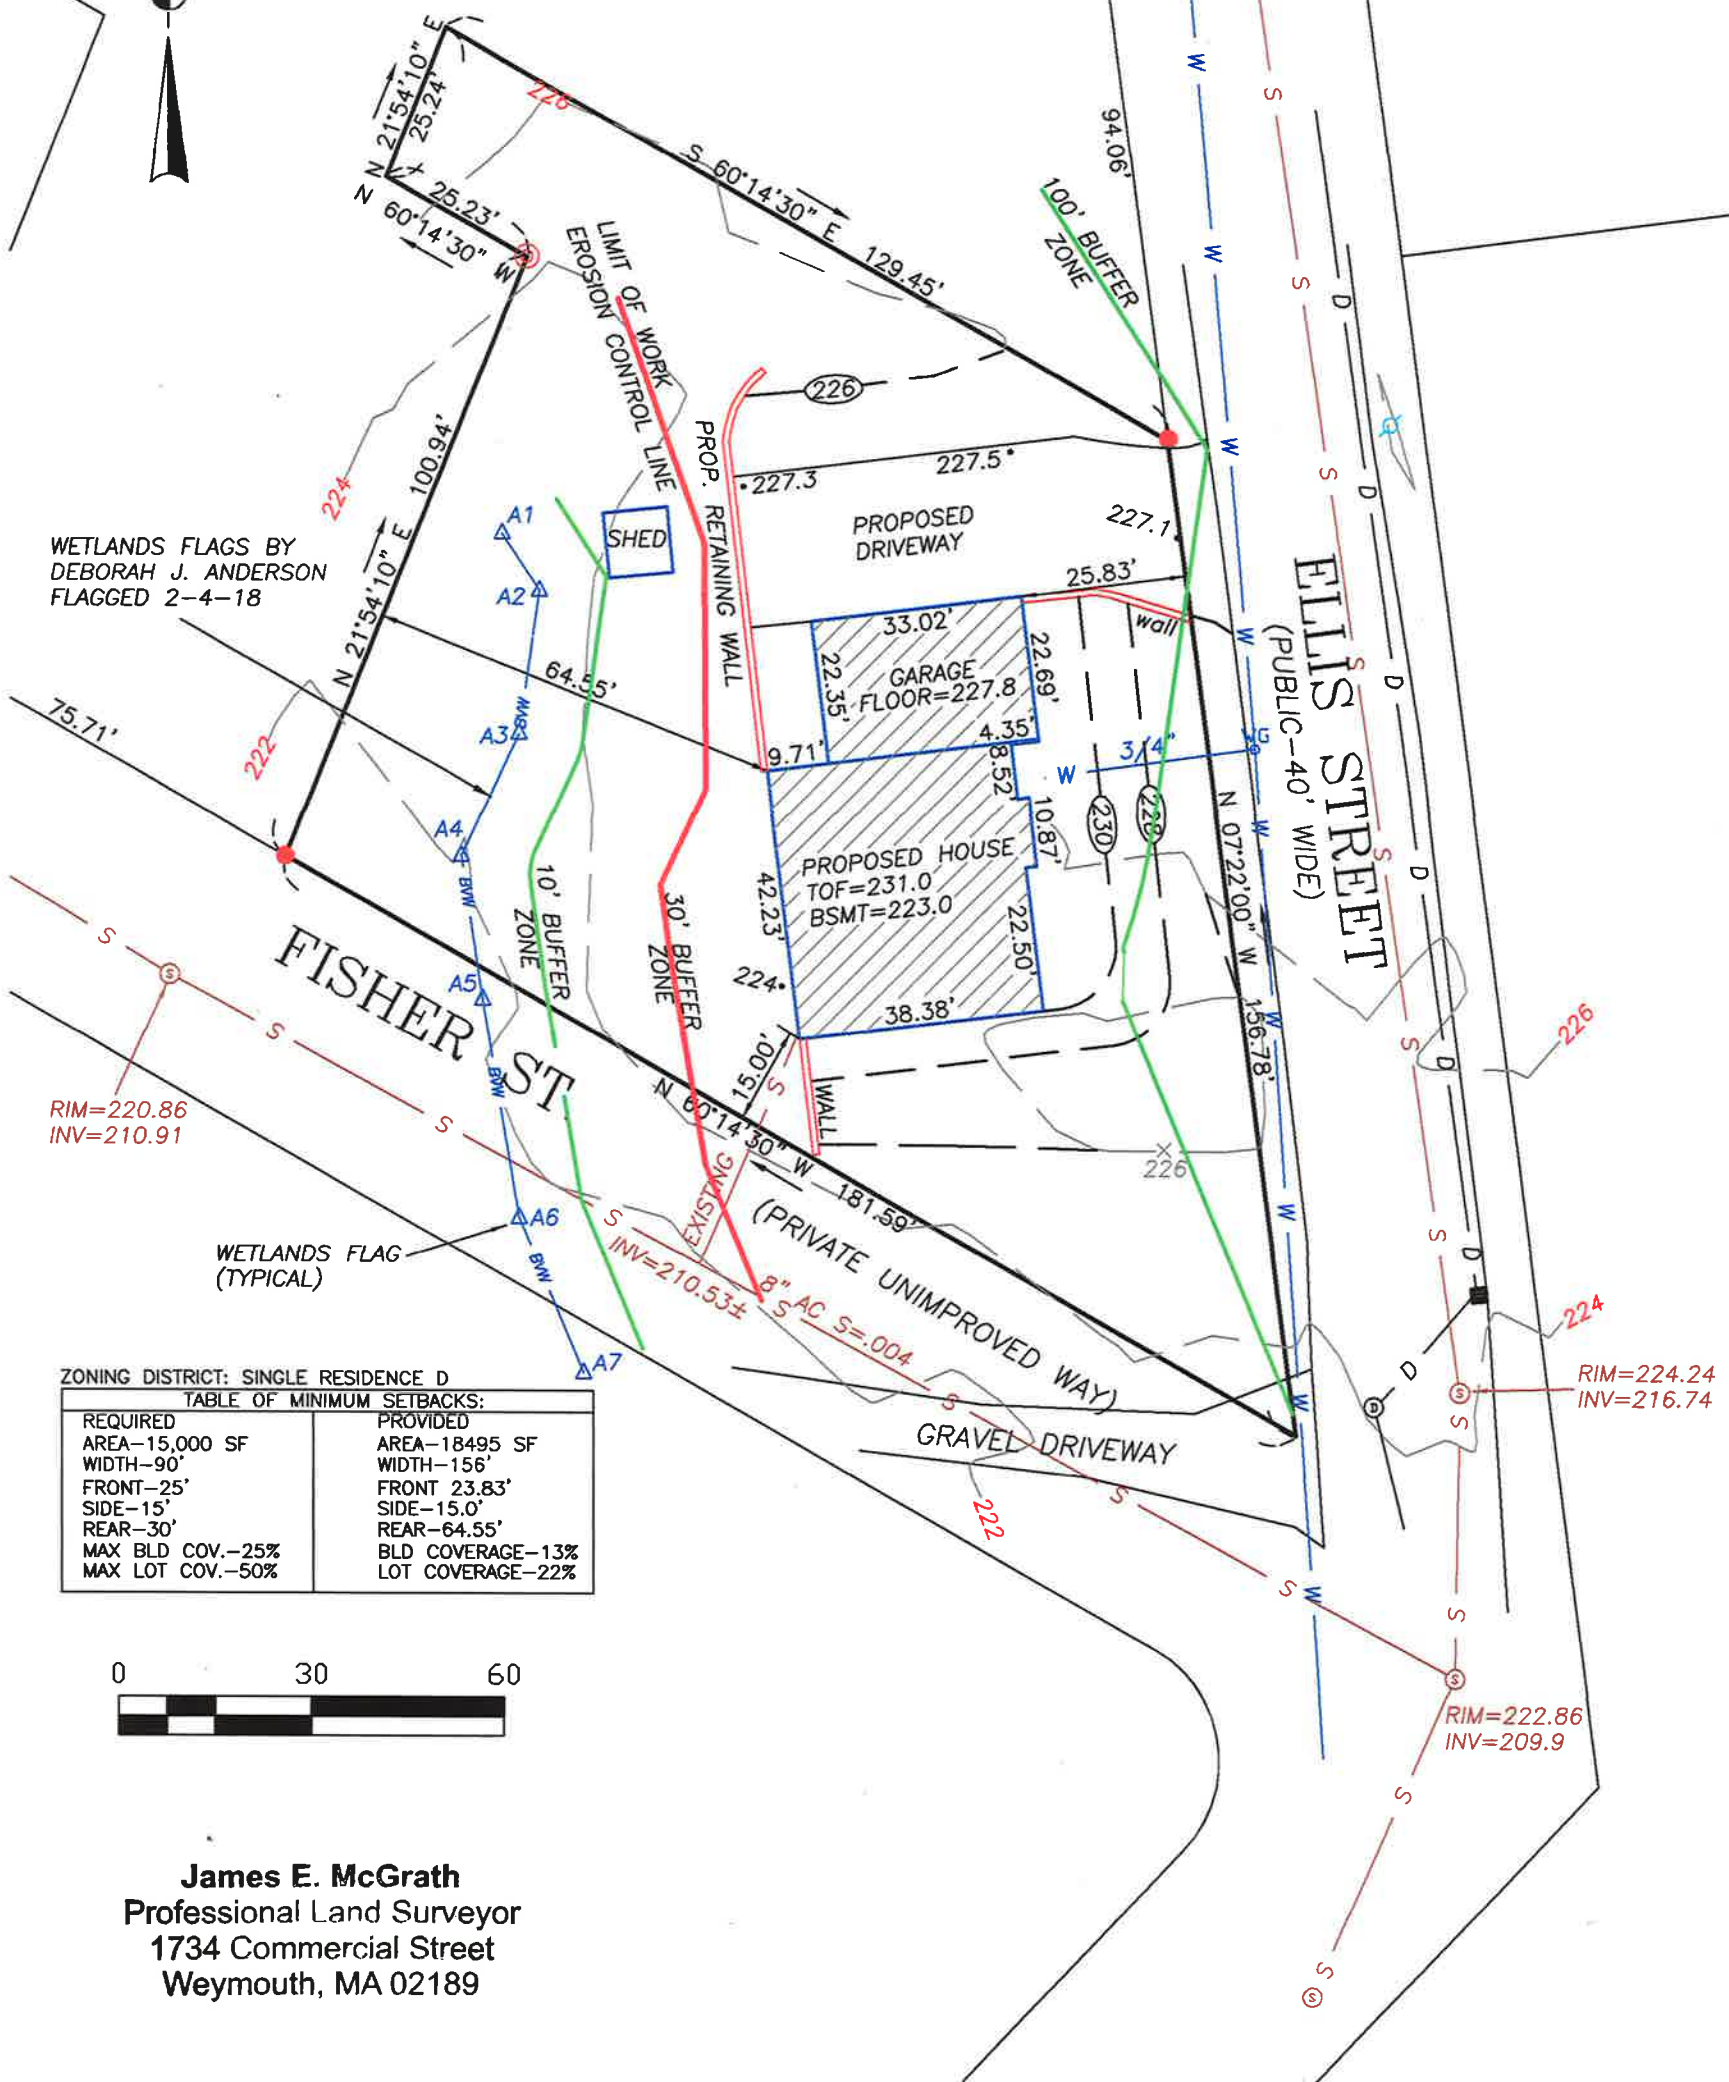 N 21°54'10" E
25.24'
N 60°14'30" W
25.23'
226
S 60°14'30" E
129.45'
94.06'
100' BUFFER
ZONE
W
W
W
W
W
W
W
W
W
W
S
S
S
S
S
S
S
S
S
S
D
D
D
D
D
D
D
LIMIT OF WORK
EROSION CONTROL LINE
226
PROP. RETAINING WALL
227.5
227.3
227.1
PROPOSED
DRIVEWAY
25.83'
wall
SHED
N 21°54'10" E 100.94'
224
WETLANDS FLAGS BY
DEBORAH J. ANDERSON
FLAGGED 2-4-18
A1
A2
A3
BVW
A4
BVW
A5
BVW
A6
BVW
A7
64.55'
75.71'
222
33.02'
22.35'
GARAGE
FLOOR=227.8
22.69'
4.35'
9.71'
8.52'
10.87'
PROPOSED HOUSE
TOF=231.0
BSMT=223.0
42.23'
22.50'
38.38'
224
15.00'
W
3/4"
WG
230
228
N 07°22'00" W
156.78'
ELLIS STREET
(PUBLIC-40' WIDE)
10' BUFFER
ZONE
30' BUFFER
ZONE
WALL
226
226
224
FISHER ST.
N 60°14'30" W 181.59'
(PRIVATE UNIMPROVED WAY)
EXISTING
S
S
S
S
S
S
S
S
S
S
INV=210.53±
8" AC S=.004
RIM=220.86
INV=210.91
WETLANDS FLAG
(TYPICAL)
GRAVEL DRIVEWAY
222
D
D
RIM=224.24
INV=216.74
ZONING DISTRICT: SINGLE RESIDENCE D
TABLE OF MINIMUM SETBACKS:
REQUIRED PROVIDED
AREA-15,000 SF AREA-18495 SF
WIDTH-90' WIDTH-156'
FRONT-25' FRONT 23.83'
SIDE-15' SIDE-15.0'
REAR-30' REAR-64.55'
MAX BLD COV.-25% BLD COVERAGE-13%
MAX LOT COV.-50% LOT COVERAGE-22%
0 30 60
RIM=222.86
INV=209.9
S
S
S
S
S
James E. McGrath
Professional Land Surveyor
1734 Commercial Street
Weymouth, MA 02189